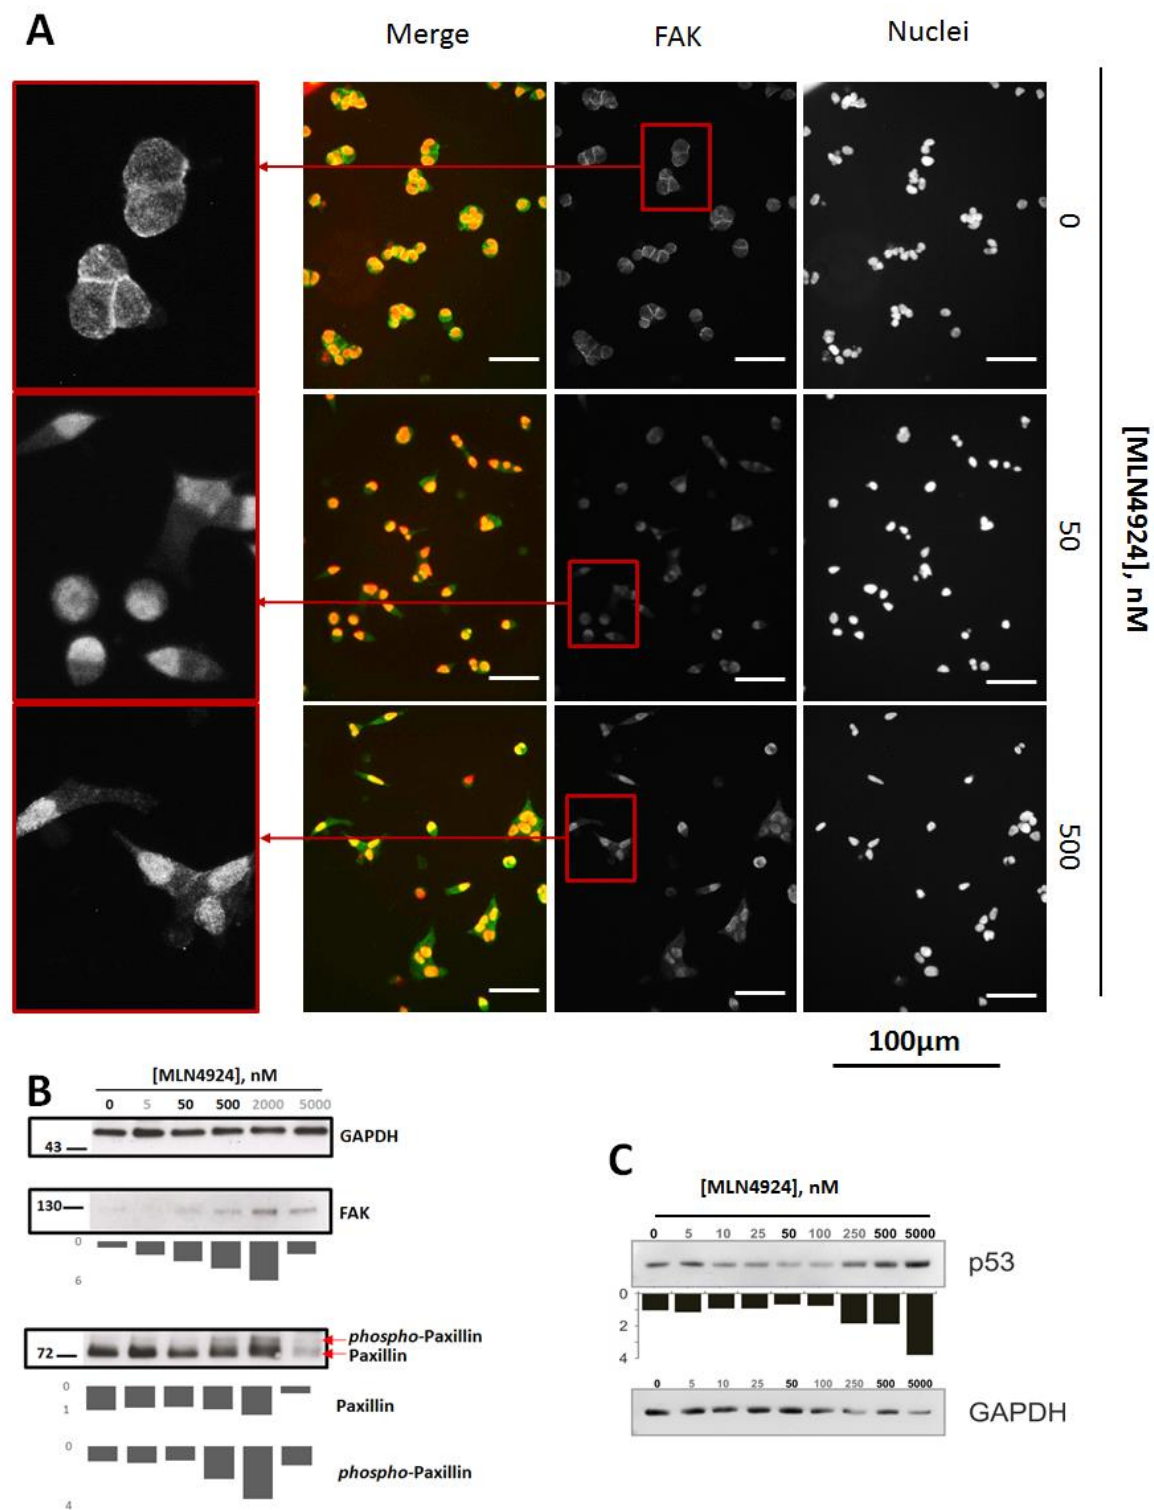 A
Merge
FAK
Nuclei
0
50
500
[MLN4924], nM
100µm
B
[MLN4924], nM
0 5 50 500 2000 5000
43
GAPDH
130
FAK
0
6
72
phospho-Paxillin
Paxillin
0
1
Paxillin
0
4
phospho-Paxillin
C
[MLN4924], nM
0 5 10 25 50 100 250 500 5000
p53
0
2
4
0 5 10 25 50 100 250 500 5000
GAPDH